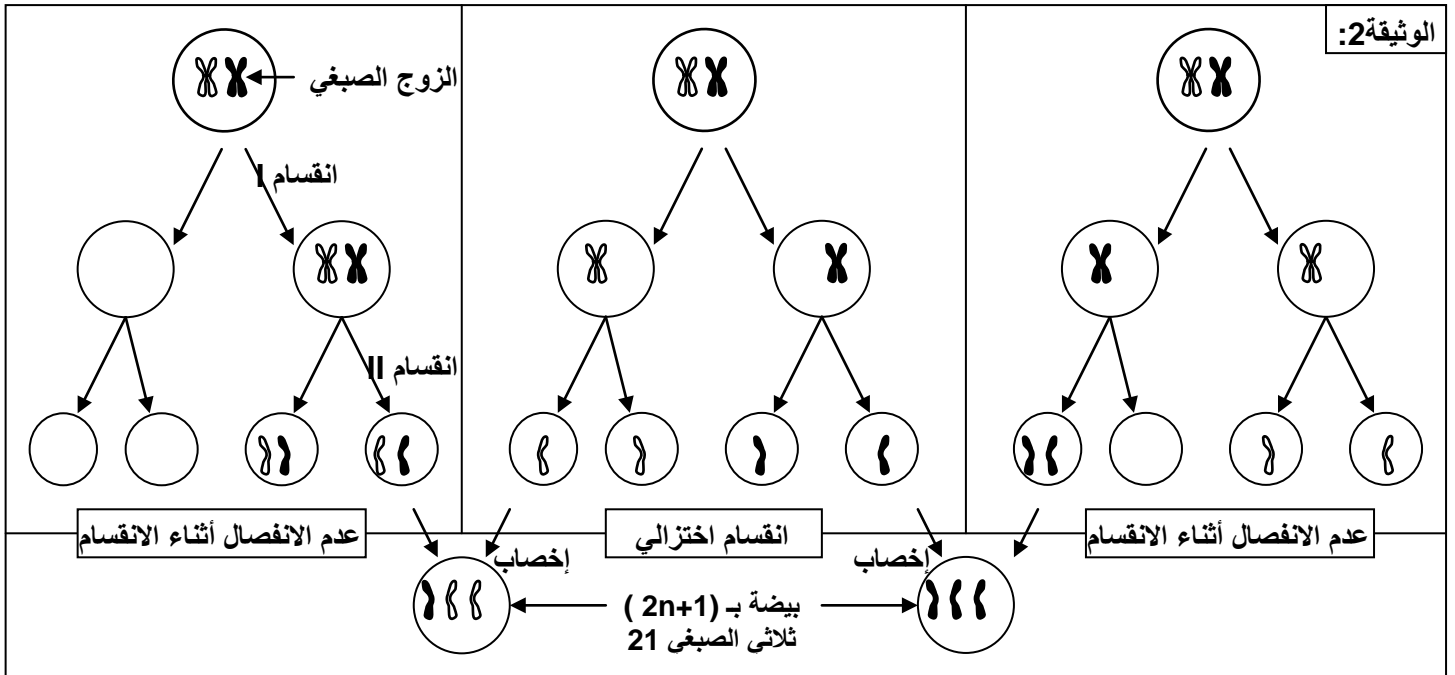 الوثيقة2:
الزوج الصبغي
انقسام I
انقسام II
عدم الانفصال أثناء الانقسام
انقسام اختزالي
عدم الانفصال أثناء الانقسام
إخصاب
إخصاب
بيضة بـ (2n+1 )
ثلاثي الصبغي 21